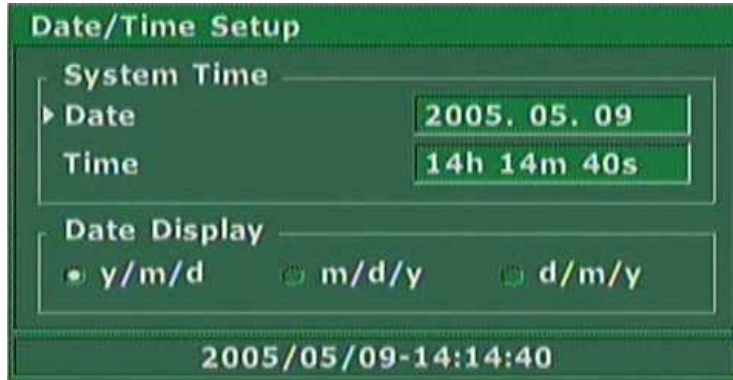 Date/Time Setup
System Time
Date 2005. 05. 09
Time 14h 14m 40s
Date Display
y/m/d m/d/y d/m/y
2005/05/09-14:14:40